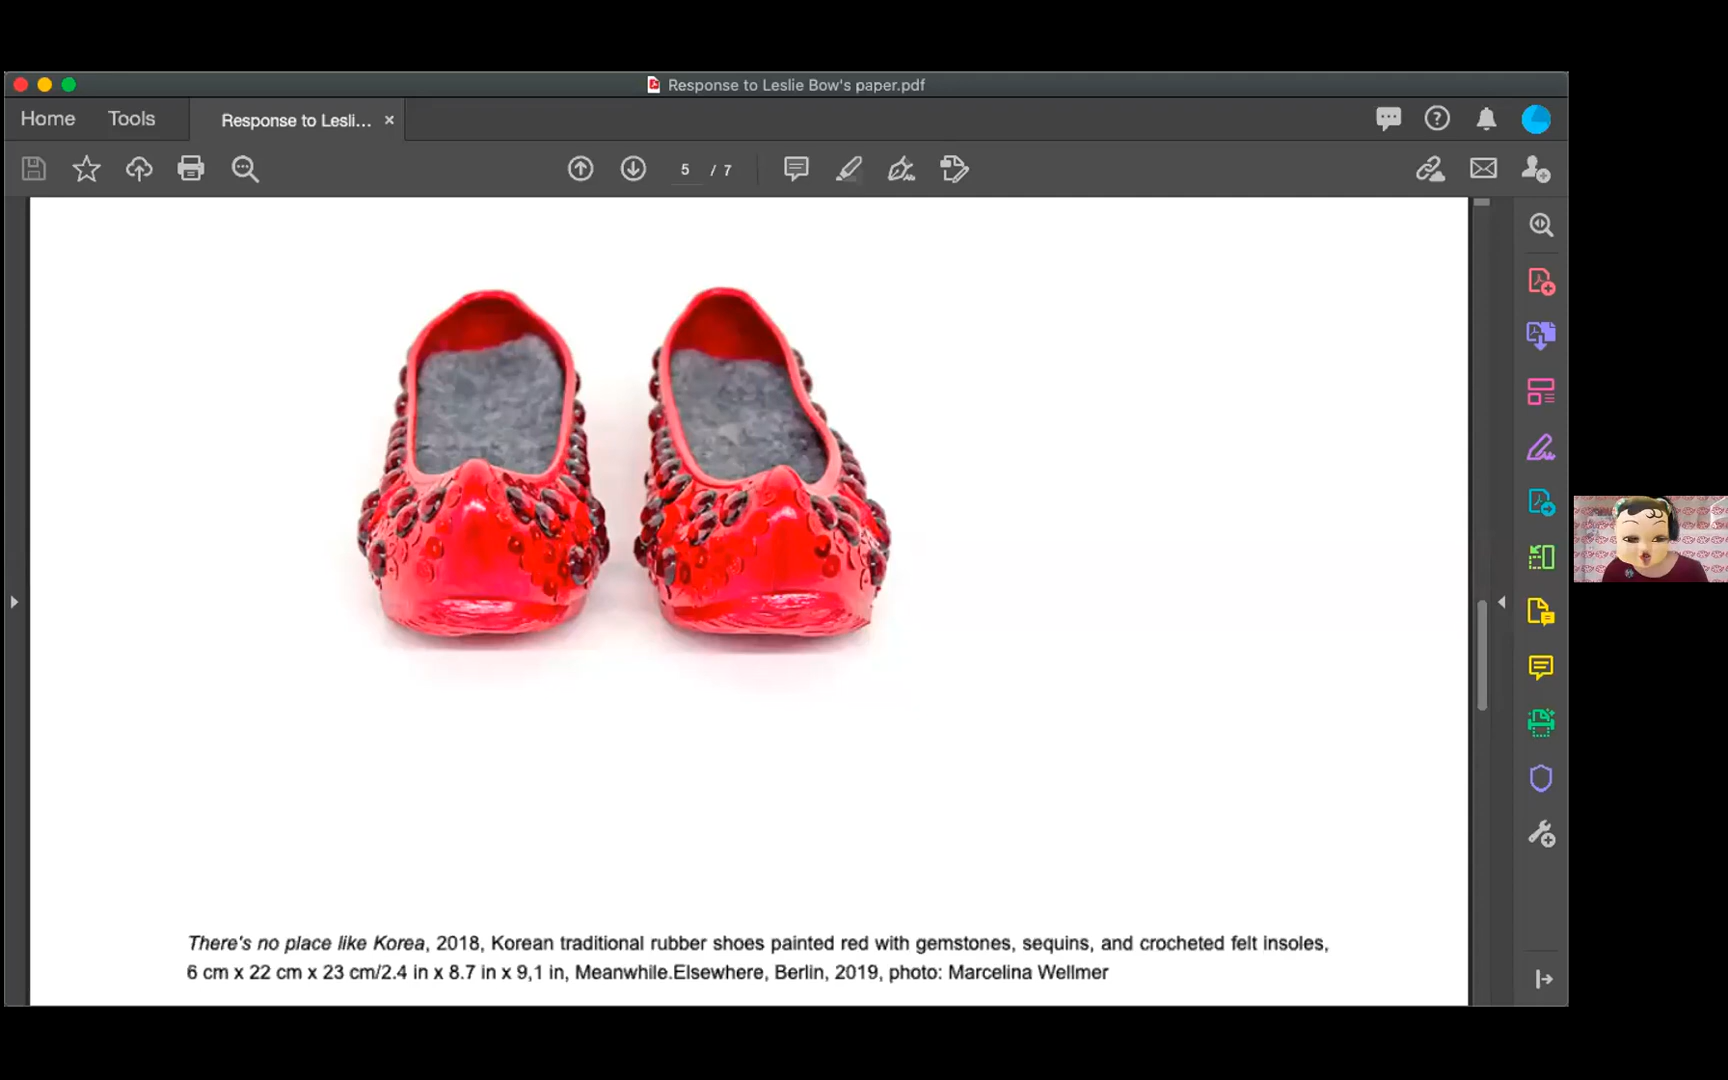 Response to Leslie Bow's paper.pdf
Home Tools Response to Lesli... ×
5 / 7
There's no place like Korea, 2018, Korean traditional rubber shoes painted red with gemstones, sequins, and crocheted felt insoles,
6 cm x 22 cm x 23 cm/2.4 in x 8.7 in x 9,1 in, Meanwhile.Elsewhere, Berlin, 2019, photo: Marcelina Wellmer